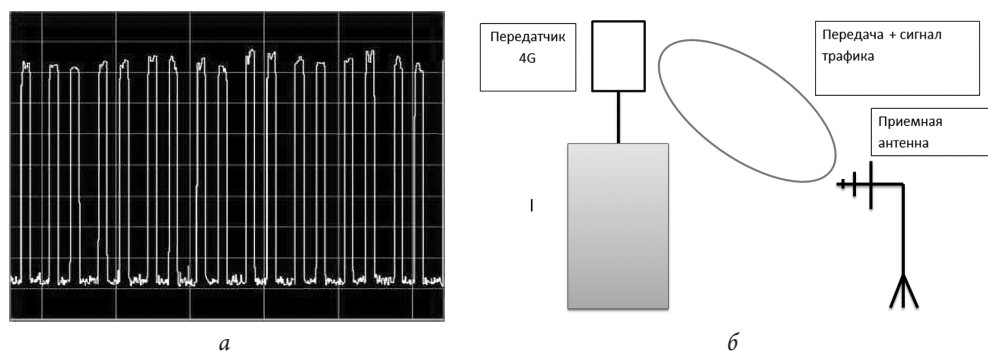 Передатчик
4G
Передача + сигнал
трафика
Приемная
антенна
I
а
б